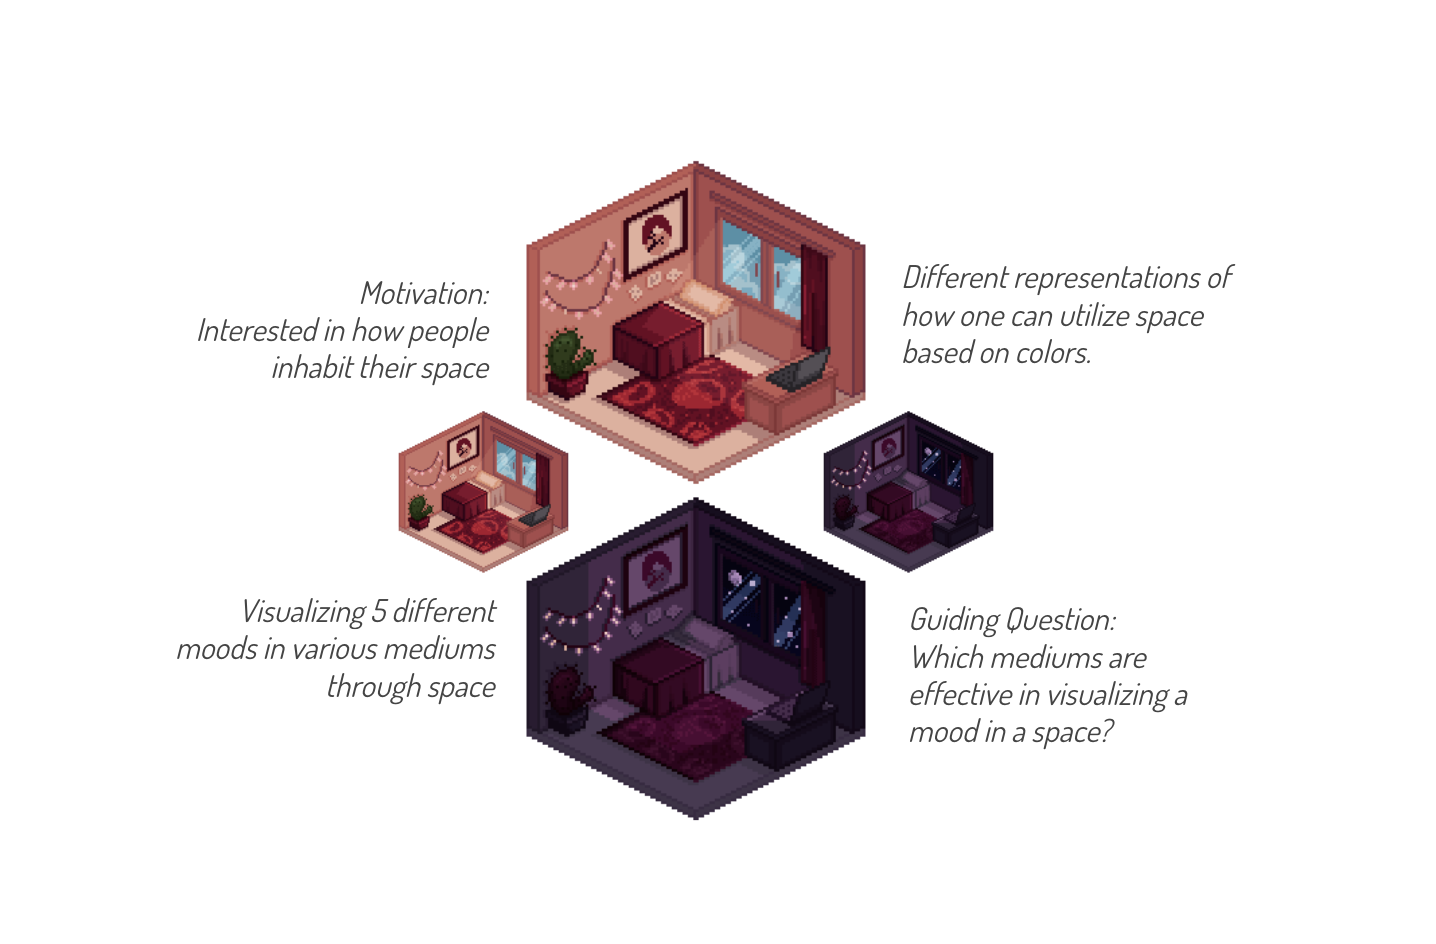 Motivation:
Interested in how people
inhabit their space
Different representations of
how one can utilize space
based on colors.
Visualizing 5 different
moods in various mediums
through space
Guiding Question:
Which mediums are
effective in visualizing a
mood in a space?